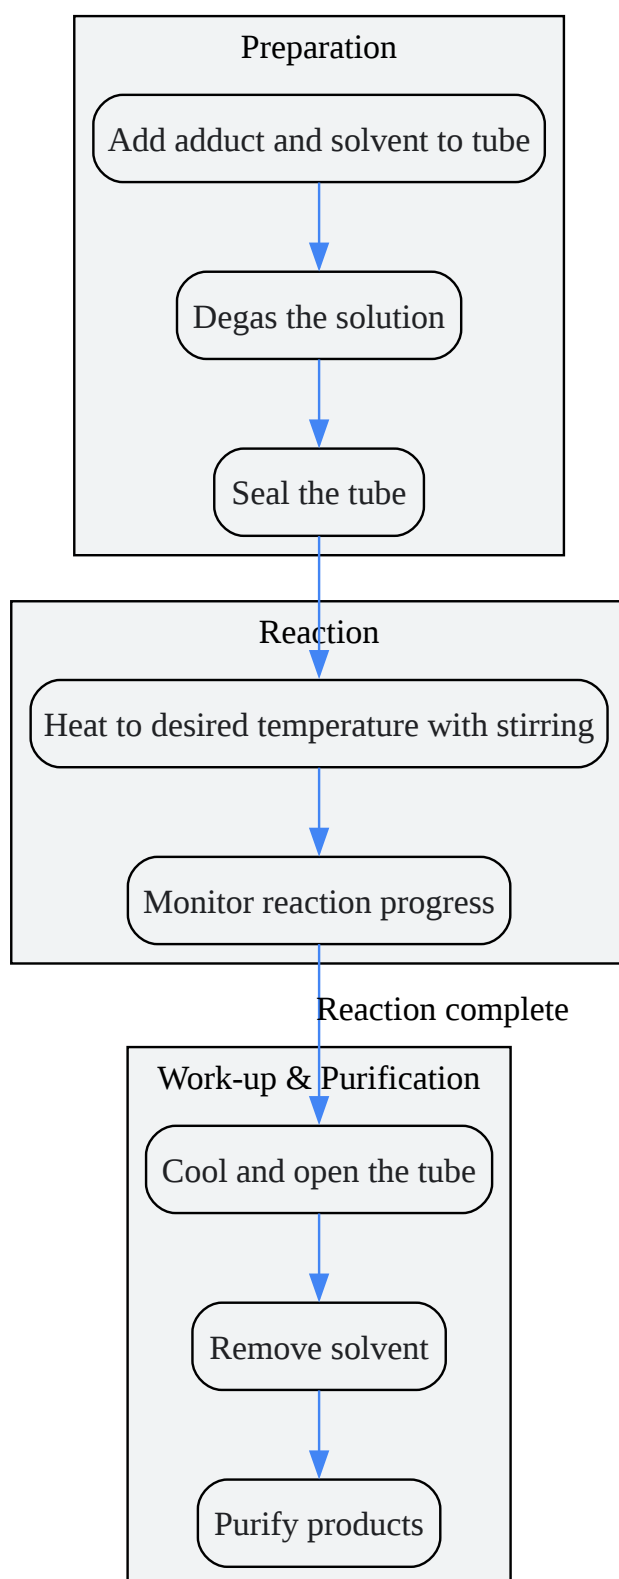 Preparation
Add adduct and solvent to tube
Degas the solution
Seal the tube
Reaction
Heat to desired temperature with stirring
Monitor reaction progress
Reaction complete
Work-up & Purification
Cool and open the tube
Remove solvent
Purify products